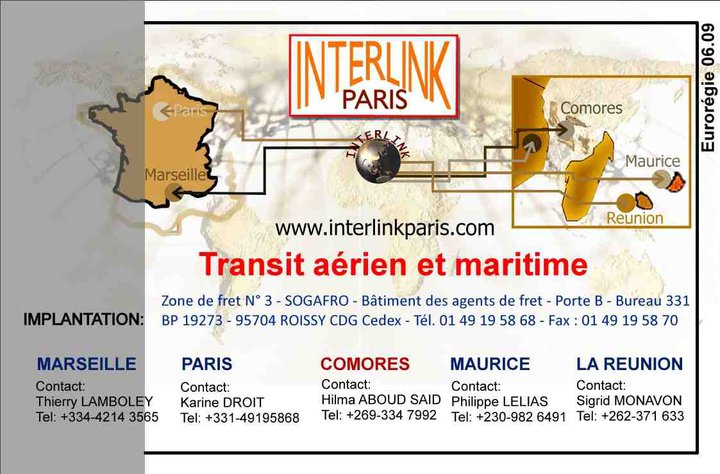 INTERLINK
PARIS
Eurorégie 06.09
Paris
Marseille
INTERLINK
Comores
Maurice
Reunion
www.interlinkparis.com
Transit aérien et maritime
Zone de fret N° 3 - SOGAFRO - Bâtiment des agents de fret - Porte B - Bureau 331
IMPLANTATION: BP 19273 - 95704 ROISSY CDG Cedex - Tél. 01 49 19 58 68 - Fax : 01 49 19 58 70
MARSEILLE
Contact:
Thierry LAMBOLEY
Tel: +334-4214 3565
PARIS
Contact:
Karine DROIT
Tel: +331-49195868
COMORES
Contact:
Hilma ABOUD SAID
Tel: +269-334 7992
MAURICE
Contact:
Philippe LELIAS
Tel: +230-982 6491
LA REUNION
Contact:
Sigrid MONAVON
Tel: +262-371 633